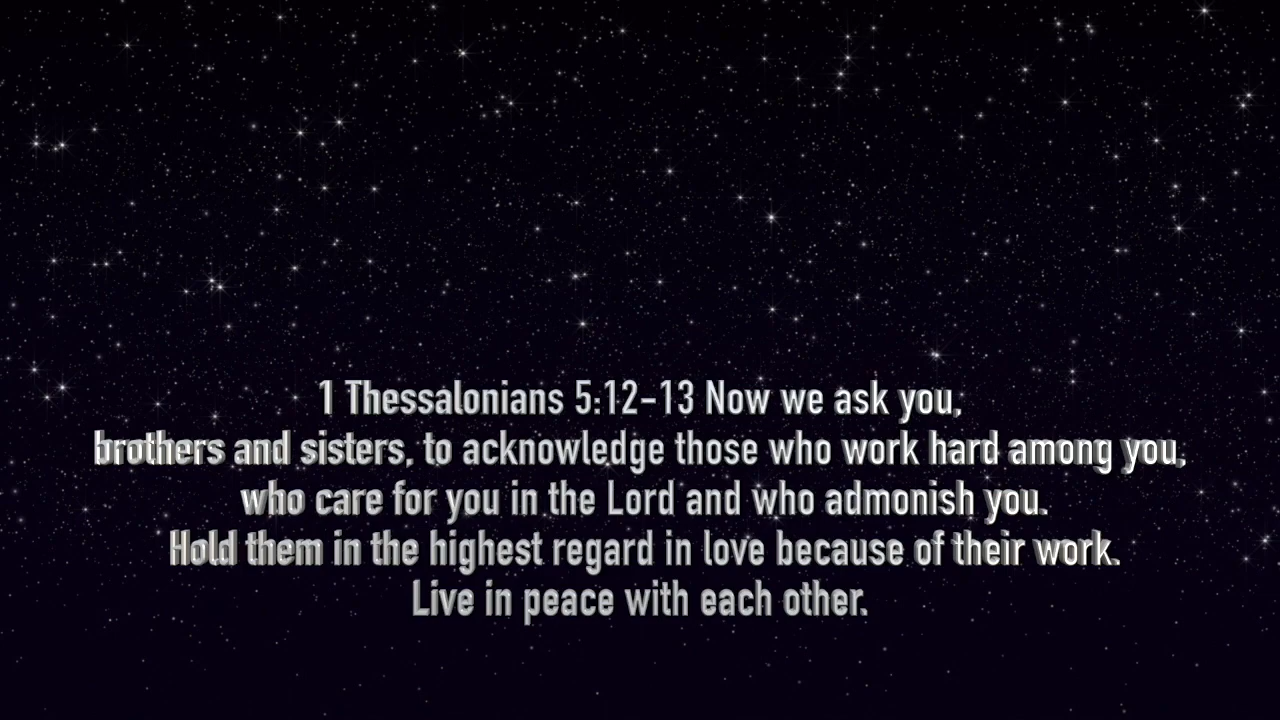 1 Thessalonians 5:12-13 Now we ask you,
brothers and sisters, to acknowledge those who work hard among you,
who care for you in the Lord and who admonish you.
Hold them in the highest regard in love because of their work.
Live in peace with each other.